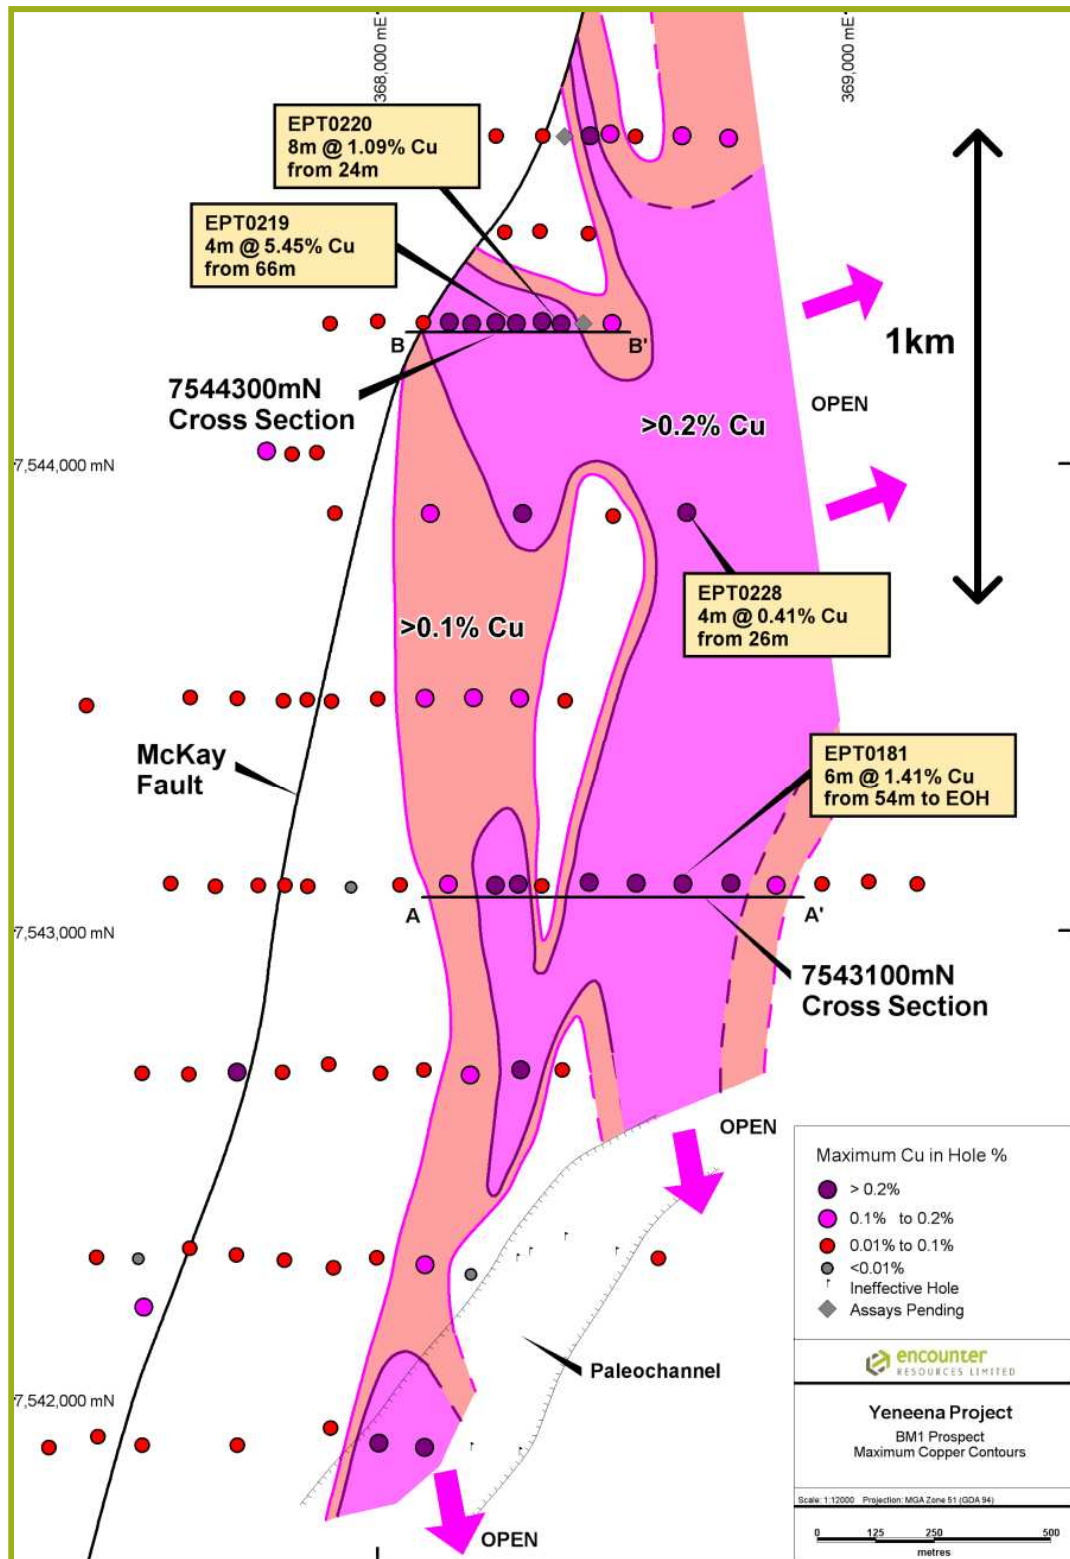 368,000 mE
369,000 mE
EPT0220
8m @ 1.09% Cu
from 24m
EPT0219
4m @ 5.45% Cu
from 66m
B
B'
1km
7544300mN
Cross Section
>0.2% Cu
OPEN
7,544,000 mN
EPT0228
4m @ 0.41% Cu
from 26m
>0.1% Cu
McKay
Fault
EPT0181
6m @ 1.41% Cu
from 54m to EOH
A
A'
7,543,000 mN
7543100mN
Cross Section
OPEN
Maximum Cu in Hole %
> 0.2%
0.1% to 0.2%
0.01% to 0.1%
<0.01%
Ineffective Hole
Assays Pending
Paleochannel
encounter
RESOURCES LIMITED
7,542,000 mN
Yeneena Project
BM1 Prospect
Maximum Copper Contours
Scale: 1:12000 Projection: MGA Zone 51 (GDA 94)
OPEN
0 125 250 500
metres